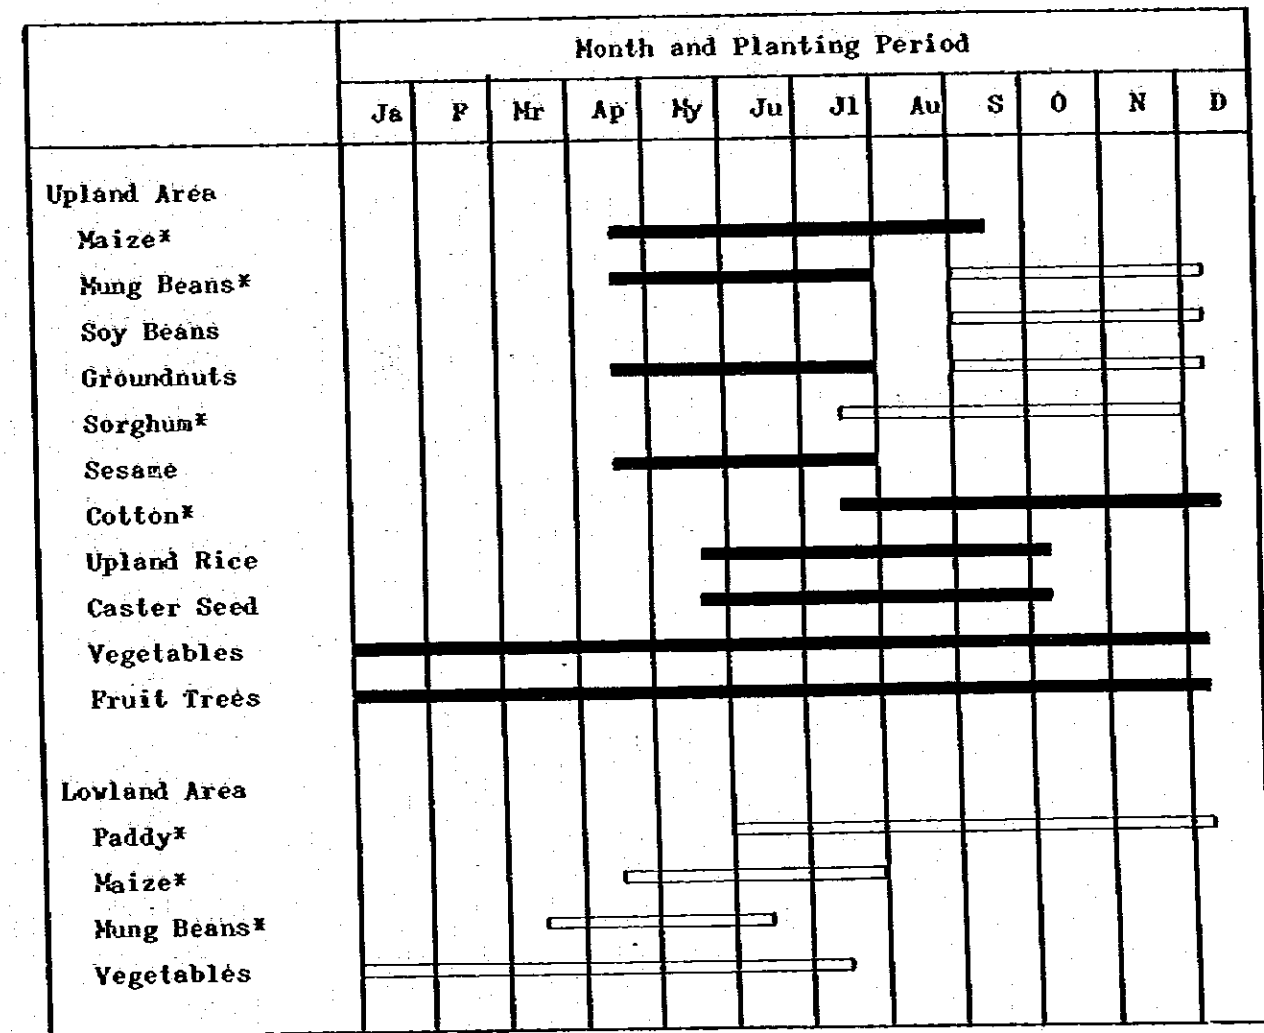 Month and Planting Period
Ja F Mr Ap My Ju Jl Au S O N D
Upland Area
Maize*
Mung Beans*
Soy Beans
Groundnuts
Sorghum*
Sesame
Cotton*
Upland Rice
Caster Seed
Vegetables
Fruit Trees
Lowland Area
Paddy*
Maize*
Mung Beans*
Vegetables